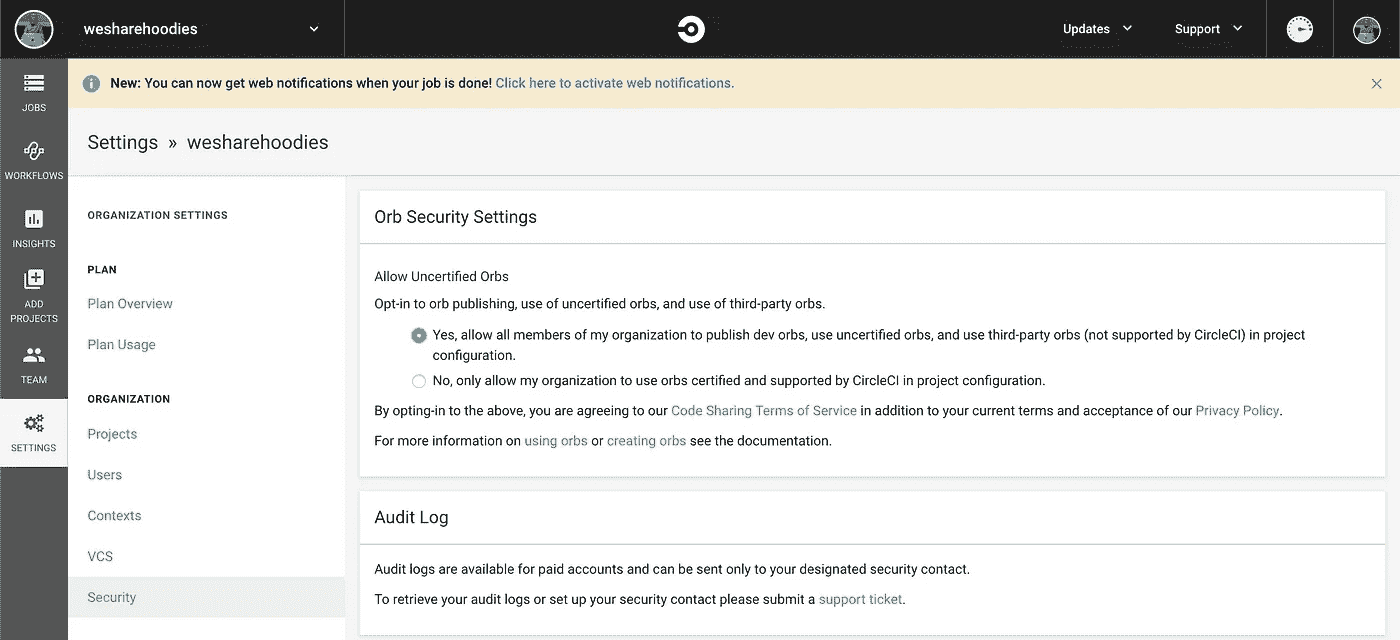 wesharehoodies
Updates
Support
New: You can now get web notifications when your job is done! Click here to activate web notifications.
JOBS
WORKFLOWS
INSIGHTS
ADD
PROJECTS
TEAM
SETTINGS
Settings » wesharehoodies
ORGANIZATION SETTINGS
PLAN
Plan Overview
Plan Usage
ORGANIZATION
Projects
Users
Contexts
VCS
Security
Orb Security Settings
Allow Uncertified Orbs
Opt-in to orb publishing, use of uncertified orbs, and use of third-party orbs.
Yes, allow all members of my organization to publish dev orbs, use uncertified orbs, and use third-party orbs (not supported by CircleCI) in project
configuration.
No, only allow my organization to use orbs certified and supported by CircleCI in project configuration.
By opting-in to the above, you are agreeing to our Code Sharing Terms of Service in addition to your current terms and acceptance of our Privacy Policy.
For more information on using orbs or creating orbs see the documentation.
Audit Log
Audit logs are available for paid accounts and can be sent only to your designated security contact.
To retrieve your audit logs or set up your security contact please submit a support ticket.